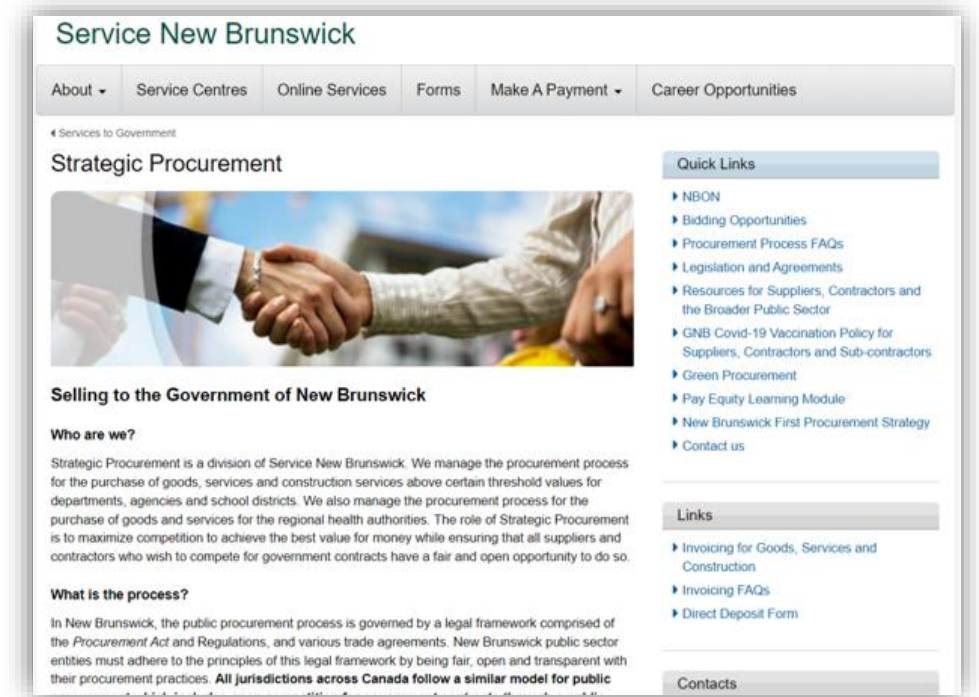 Service New Brunswick
About
Service Centres
Online Services
Forms
Make A Payment
Career Opportunities
Services to Government
Strategic Procurement
Selling to the Government of New Brunswick
Who are we?
Strategic Procurement is a division of Service New Brunswick. We manage the procurement process
for the purchase of goods, services and construction services above certain threshold values for
departments, agencies and school districts. We also manage the procurement process for the
purchase of goods and services for the regional health authorities. The role of Strategic Procurement
is to maximize competition to achieve the best value for money while ensuring that all suppliers and
contractors who wish to compete for government contracts have a fair and open opportunity to do so.
What is the process?
In New Brunswick, the public procurement process is governed by a legal framework comprised of
the Procurement Act and Regulations, and various trade agreements. New Brunswick public sector
entities must adhere to the principles of this legal framework by being fair, open and transparent with
their procurement practices. All jurisdictions across Canada follow a similar model for public
Quick Links
NBON
Bidding Opportunities
Procurement Process FAQs
Legislation and Agreements
Resources for Suppliers, Contractors and
the Broader Public Sector
GNB Covid-19 Vaccination Policy for
Suppliers, Contractors and Sub-contractors
Green Procurement
Pay Equity Learning Module
New Brunswick First Procurement Strategy
Contact us
Links
Invoicing for Goods, Services and
Construction
Invoicing FAQs
Direct Deposit Form
Contacts